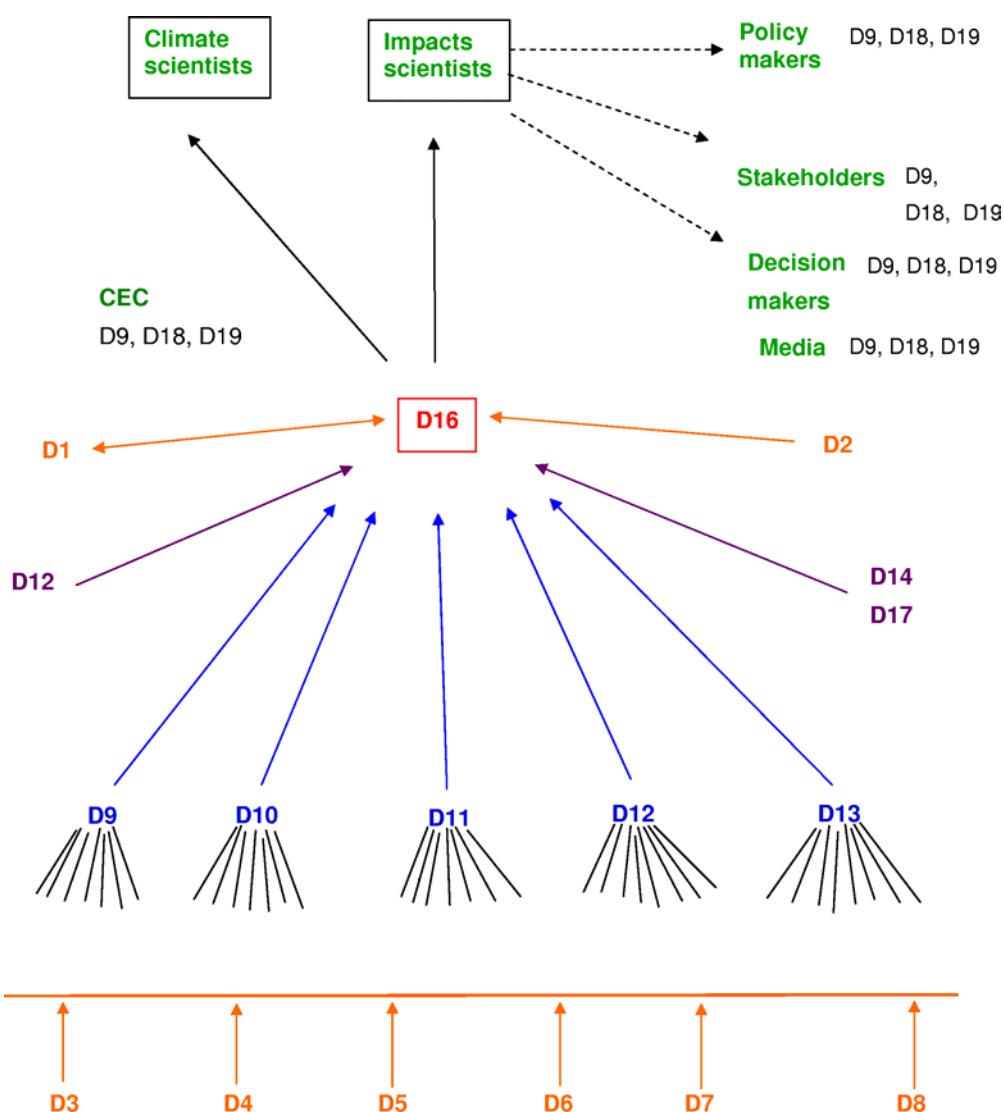 Climate
scientists
Impacts
scientists
Policy
makers
D9, D18, D19
Stakeholders D9,
D18, D19
Decision
makers
D9, D18, D19
Media D9, D18, D19
CEC
D9, D18, D19
D16
D1
D2
D12
D14
D17
D9
D10
D11
D12
D13
D3
D4
D5
D6
D7
D8